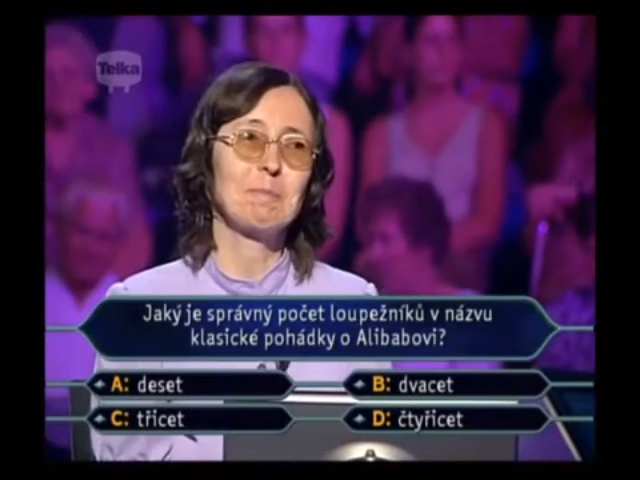 Telka
Jaký je správný počet loupežníků v názvu
klasické pohádky o Alibabovi?
A: deset
B: dvacet
C: třicet
D: čtyřicet